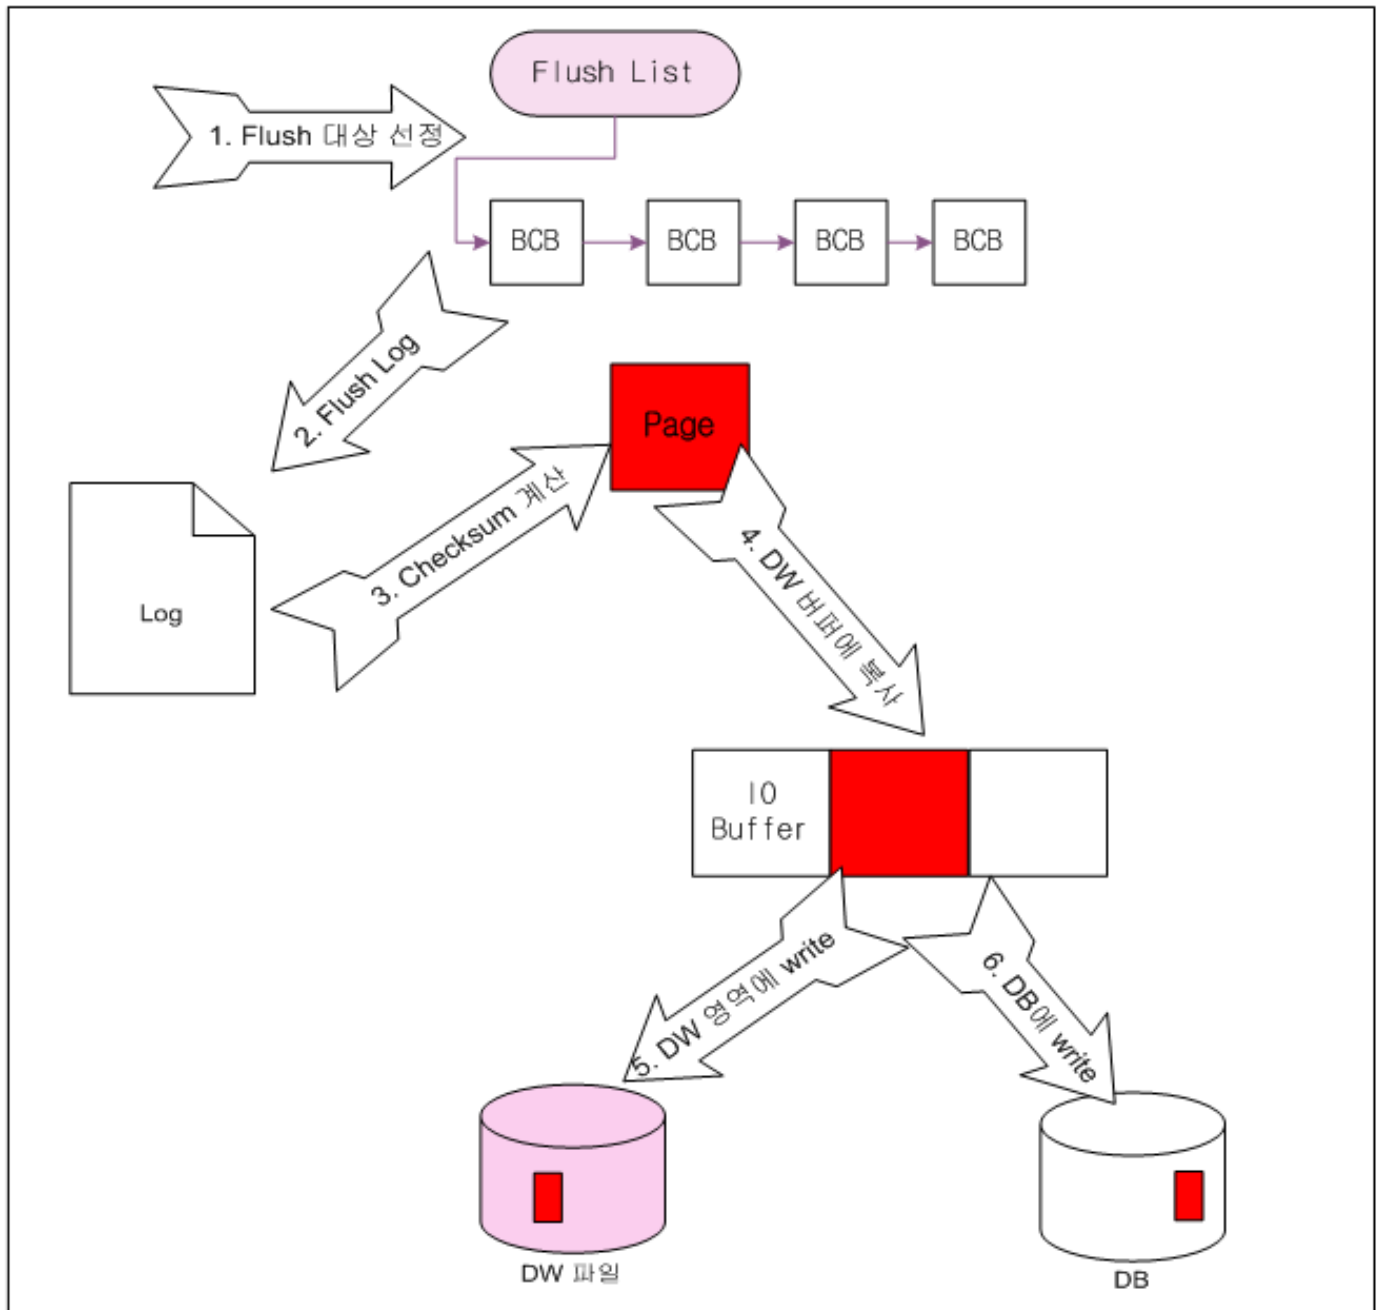 Flush List
1. Flush 대상 선정
BCB
BCB
BCB
BCB
2. Flush Log
Page
3. Checksum 계산
4. DW 버퍼에 복사
Log
IO
Buffer
5. DW 영역에 write
6. DB에 write
DW 파일
DB